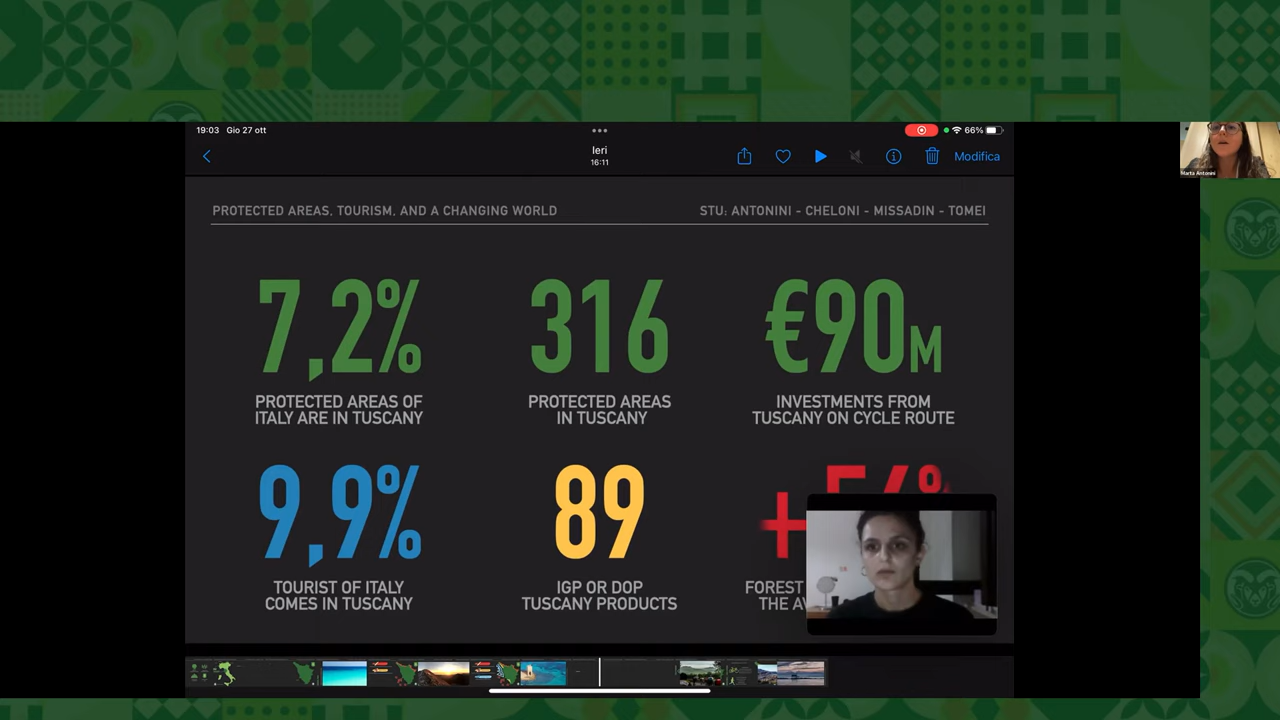 19:03 Gio 27 ott
66%
Ieri
16:11
Modifica
Marta Antonini
PROTECTED AREAS, TOURISM, AND A CHANGING WORLD
STU: ANTONINI - CHELONI - MISSADIN - TOMEI
7,2%
PROTECTED AREAS OF
ITALY ARE IN TUSCANY
316
PROTECTED AREAS
IN TUSCANY
€90M
INVESTMENTS FROM
TUSCANY ON CYCLE ROUTE
9,9%
TOURIST OF ITALY
COMES IN TUSCANY
89
IGP OR DOP
TUSCANY PRODUCTS
FOREST
THE